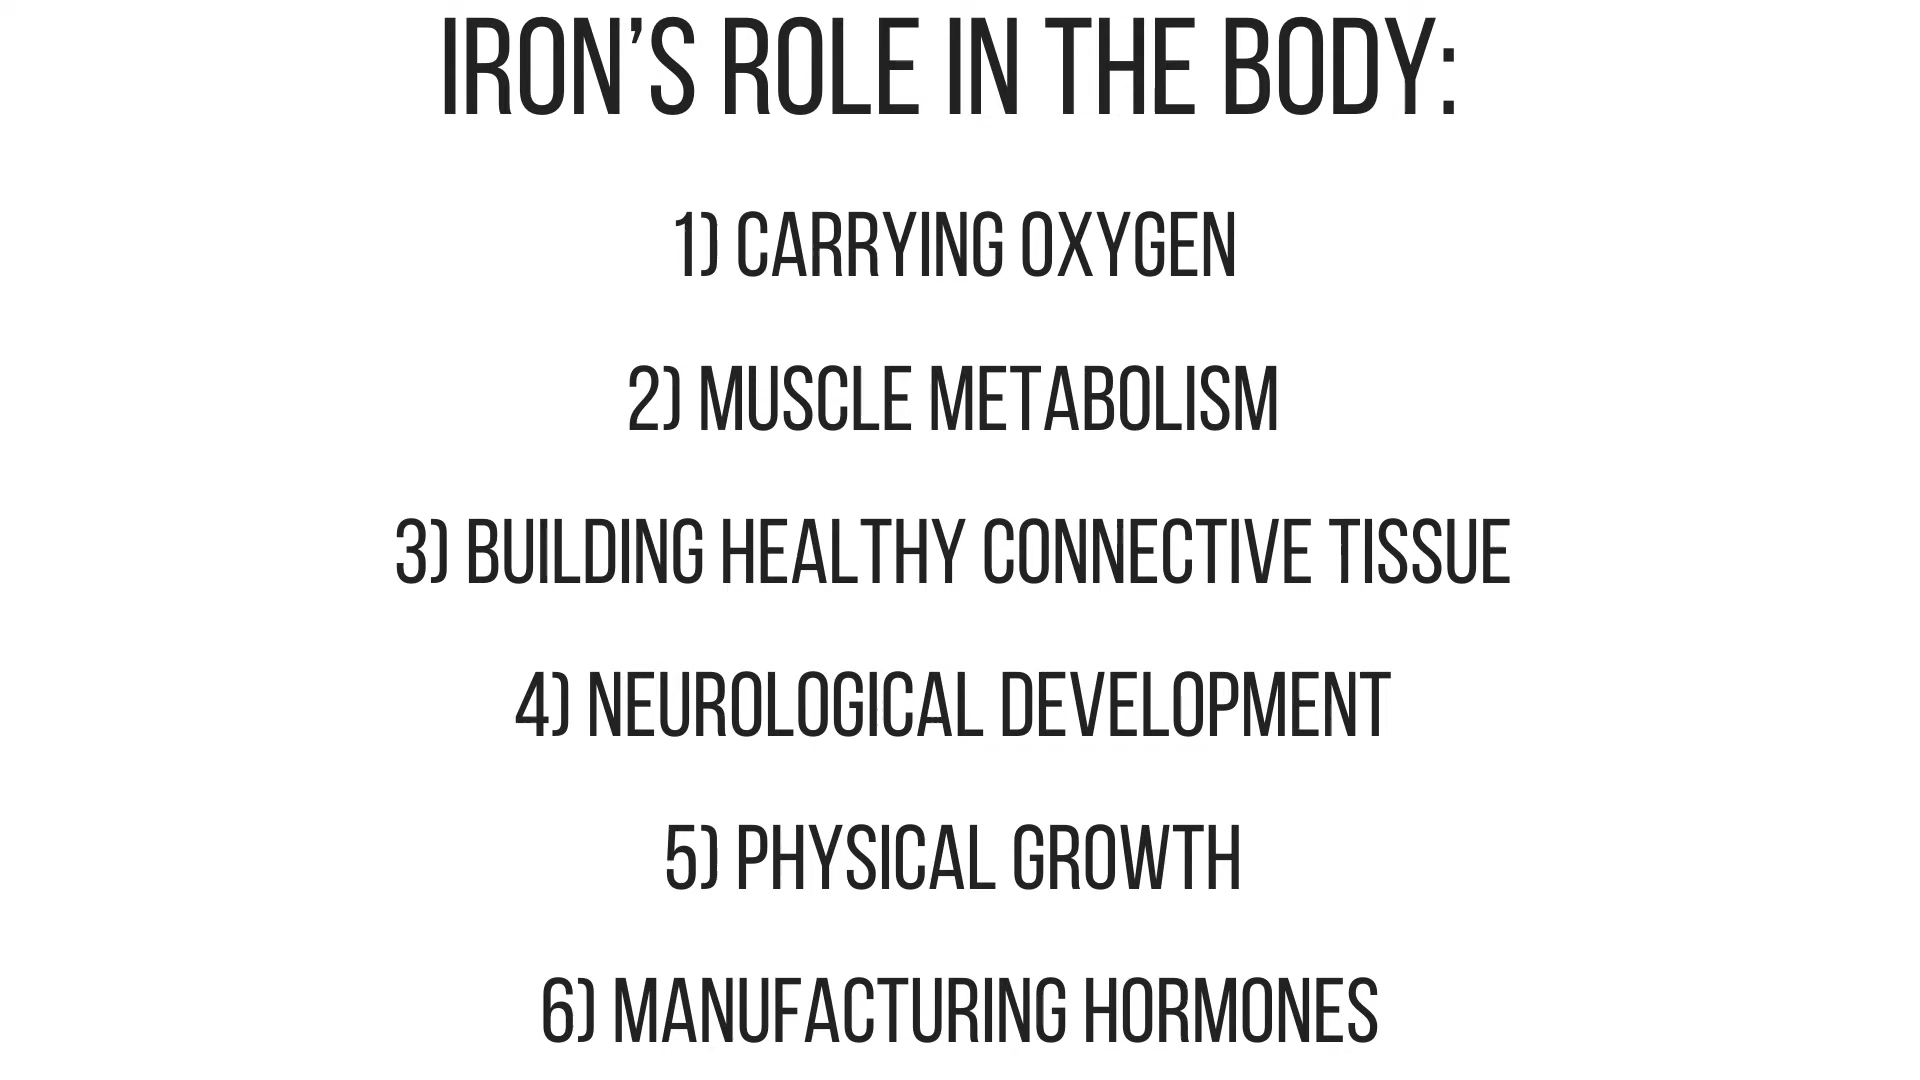 IRON’S ROLE IN THE BODY:
1) CARRYING OXYGEN
2) MUSCLE METABOLISM
3) BUILDING HEALTHY CONNECTIVE TISSUE
4) NEUROLOGICAL DEVELOPMENT
5) PHYSICAL GROWTH
6) MANUFACTURING HORMONES